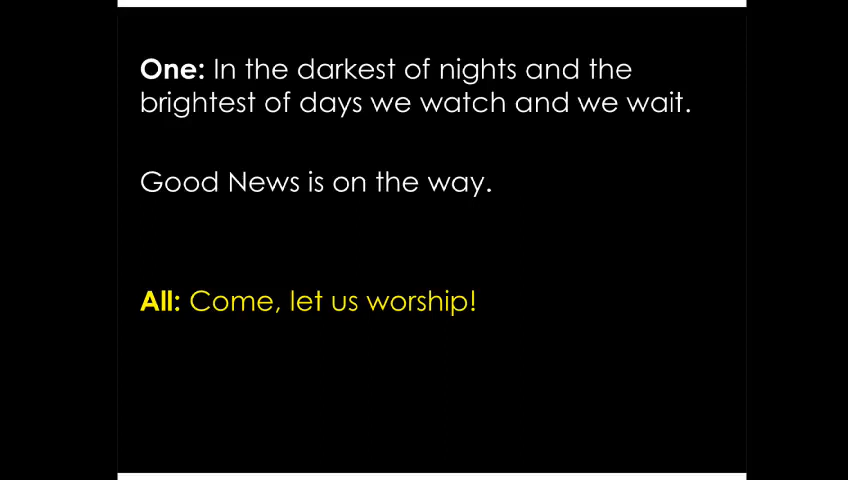 One: In the darkest of nights and the
brightest of days we watch and we wait.
Good News is on the way.
All: Come, let us worship!